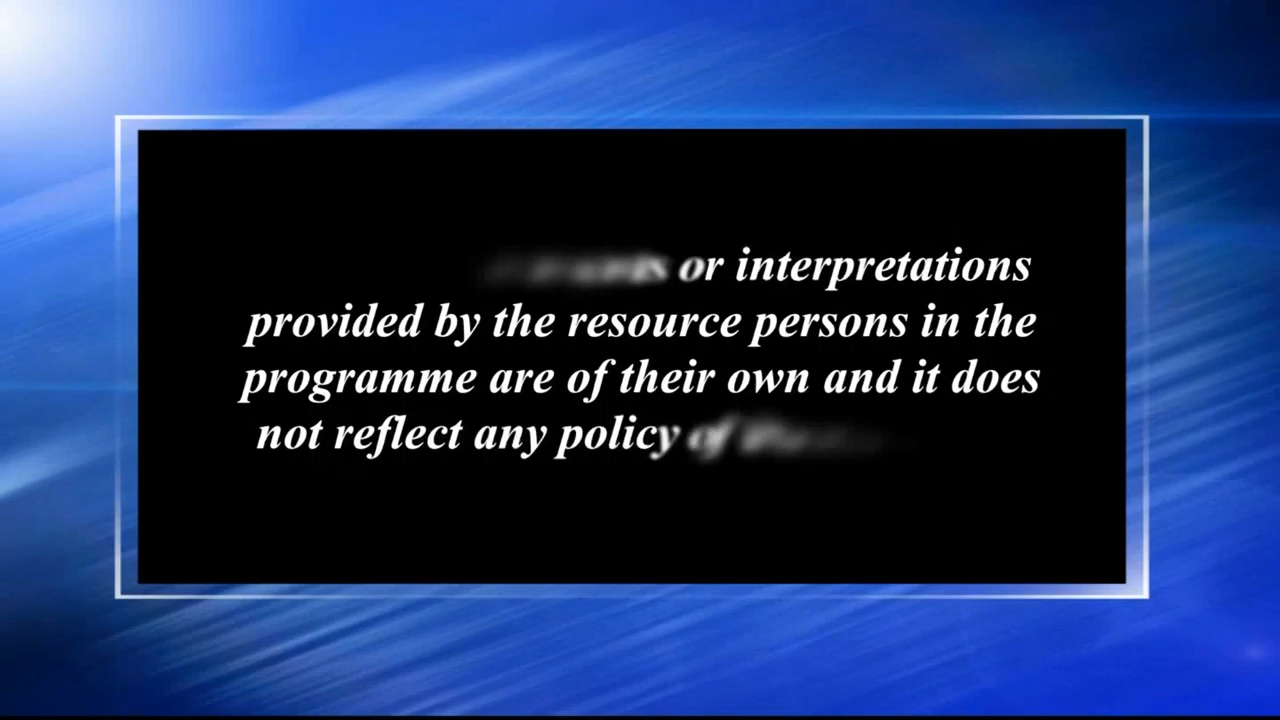 or interpretations
provided by the resource persons in the
programme are of their own and it does
not reflect any policy of